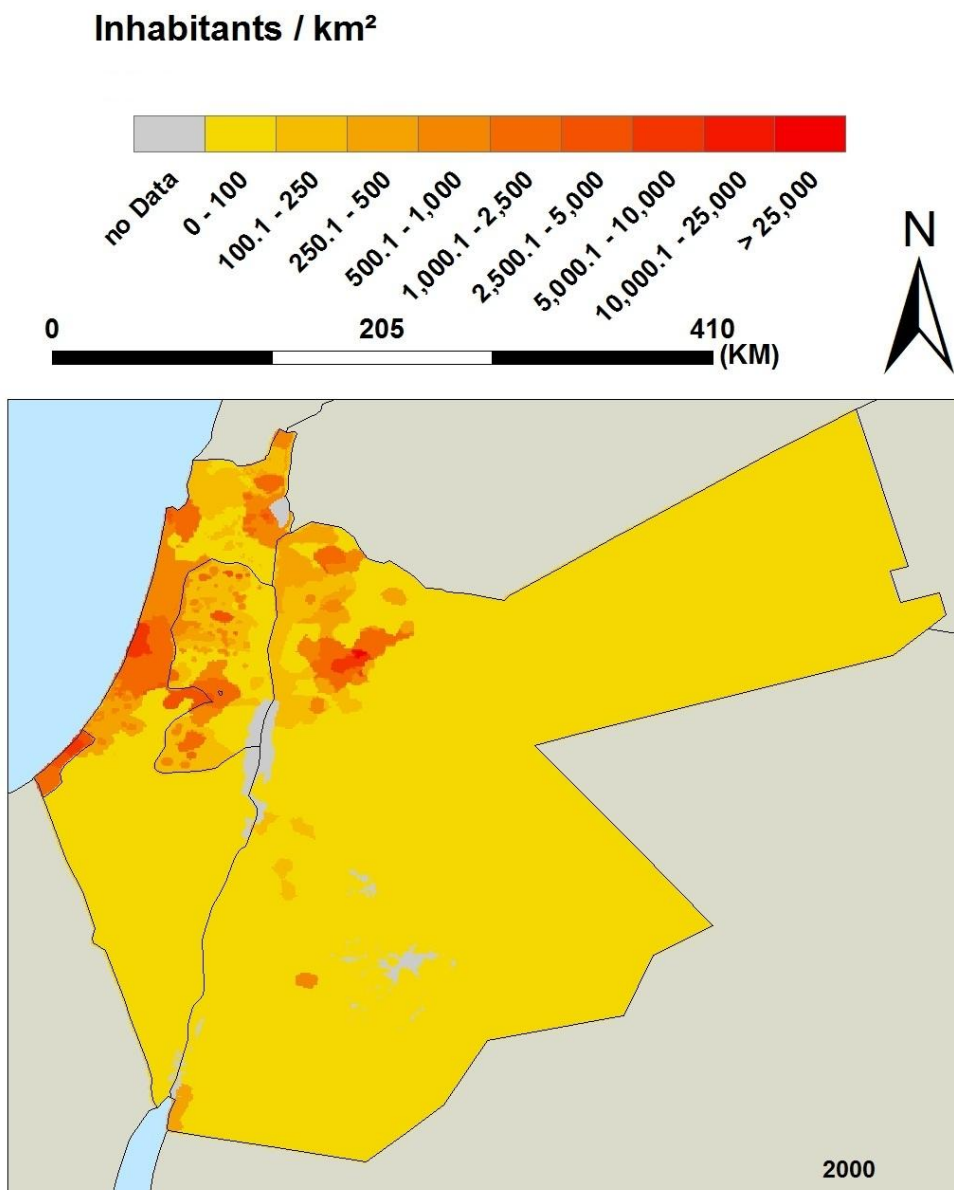 Inhabitants / km²
no Data
0 - 100
100.1 - 250
250.1 - 500
500.1 - 1,000
1,000.1 - 2,500
2,500.1 - 5,000
5,000.1 - 10,000
10,000.1 - 25,000
> 25,000
N
0 205 410
(KM)
2000